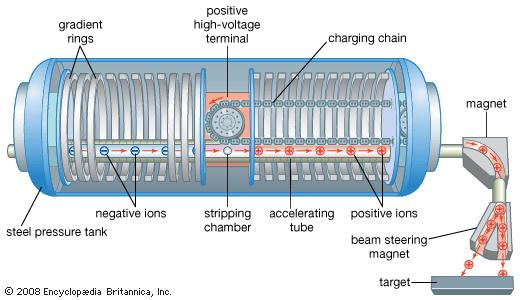 gradient
rings
positive
high-voltage
terminal
charging chain
magnet
negative ions
stripping
chamber
accelerating
tube
positive ions
steel pressure tank
beam steering
magnet
target
© 2008 Encyclopædia Britannica, Inc.